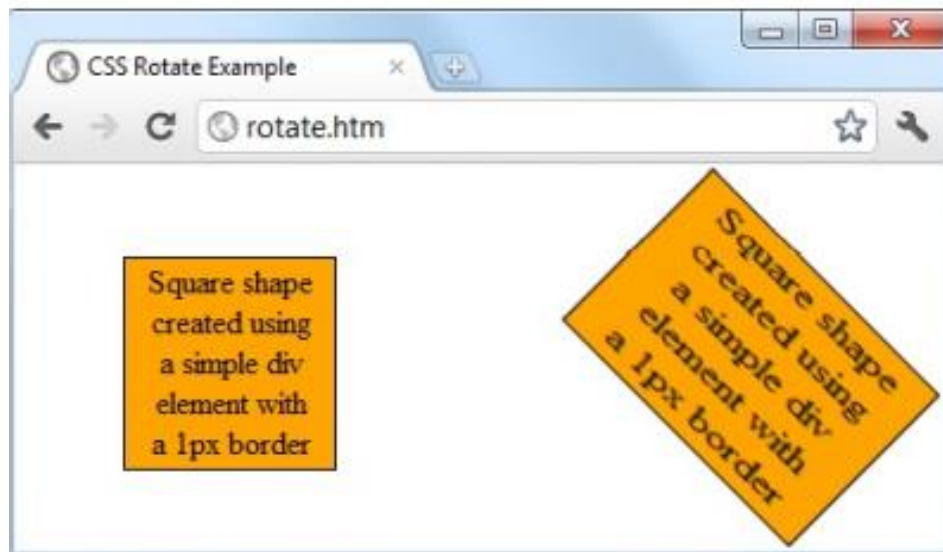 CSS Rotate Example
rotate.htm
Square shape
created using
a simple div
element with
a 1px border
Square shape
created using
a simple div
element with
a 1px border